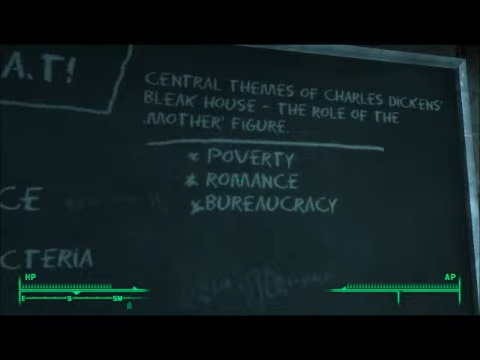 A.T!
CENTRAL THEMES OF CHARLES DICKENS'
BLEAK HOUSE - THE ROLE OF THE
'MOTHER' FIGURE.
* POVERTY
* ROMANCE
* BUREAUCRACY
CE
CTERIA
HP
AP
E
S
SW